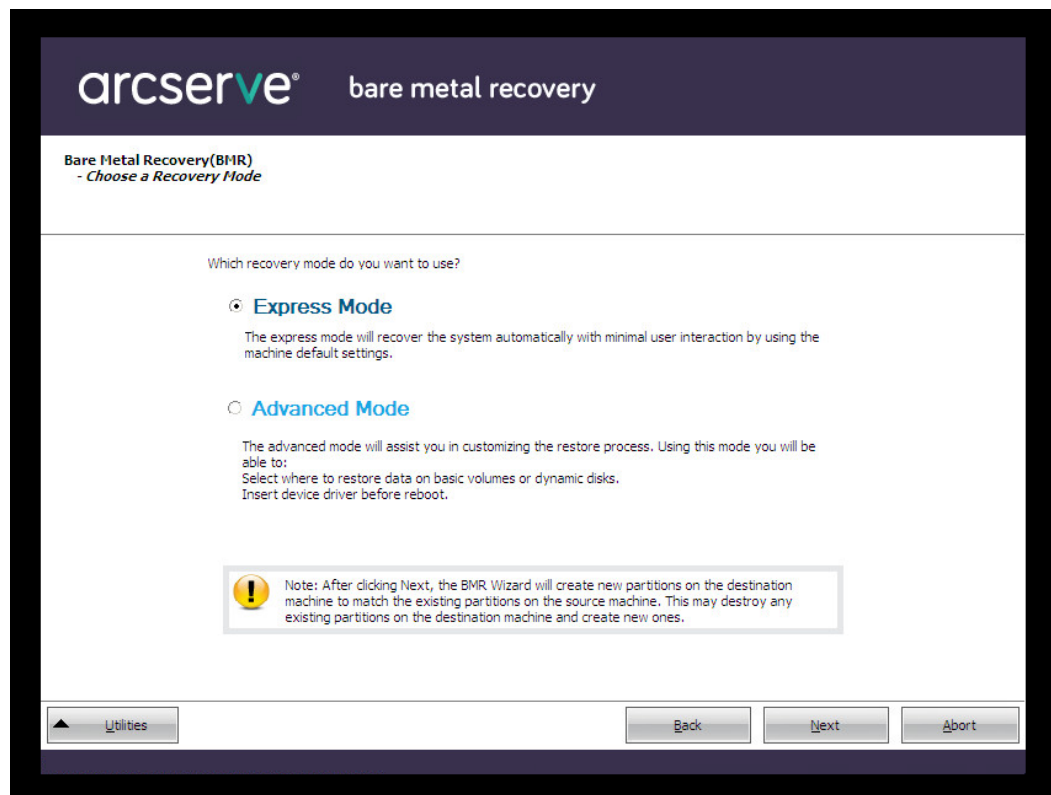 arcserve® bare metal recovery
Bare Metal Recovery(BMR)
- Choose a Recovery Mode
Which recovery mode do you want to use?
Express Mode
The express mode will recover the system automatically with minimal user interaction by using the
machine default settings.
Advanced Mode
The advanced mode will assist you in customizing the restore process. Using this mode you will be
able to:
Select where to restore data on basic volumes or dynamic disks.
Insert device driver before reboot.
Note: After clicking Next, the BMR Wizard will create new partitions on the destination
machine to match the existing partitions on the source machine. This may destroy any
existing partitions on the destination machine and create new ones.
Utilities Back Next Abort